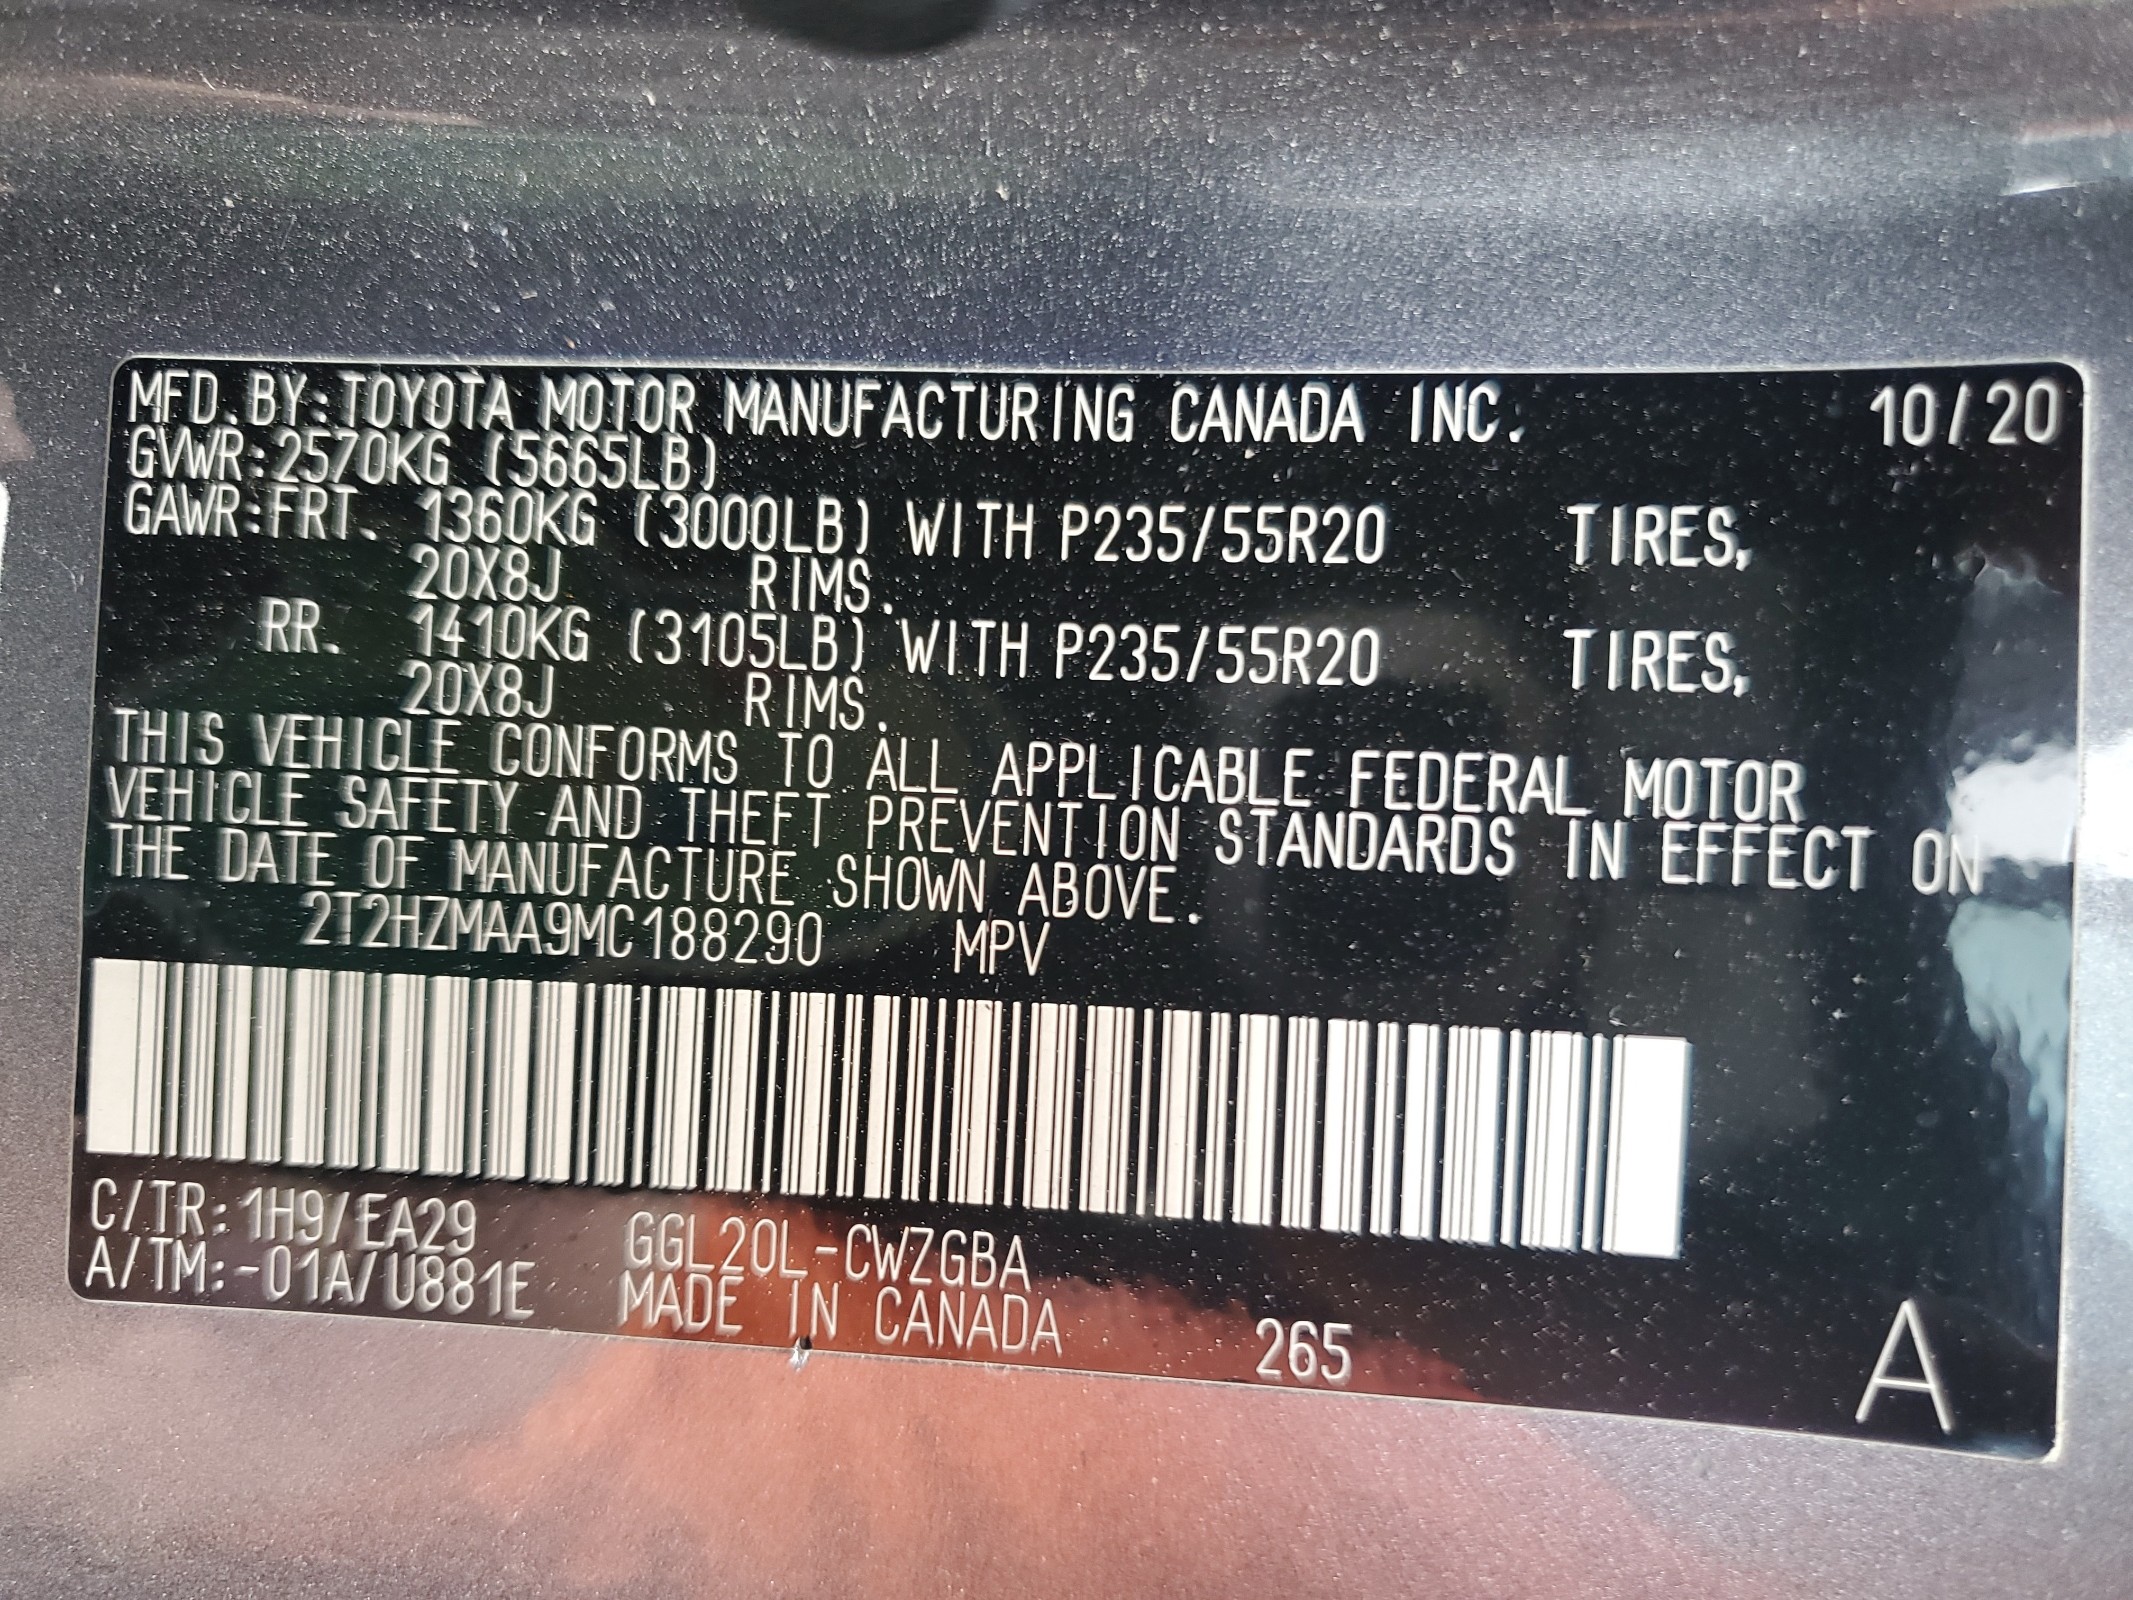 MFD.BY:TOYOTA MOTOR MANUFACTURING CANADA INC. 10/20
GVWR:2570KG (5665LB)
GAWR:FRT. 1360KG (3000LB) WITH P235/55R20 TIRES,
20X8J RIMS.
RR. 1410KG (3105LB) WITH P235/55R20 TIRES,
20X8J RIMS.
THIS VEHICLE CONFORMS TO ALL APPLICABLE FEDERAL MOTOR
VEHICLE SAFETY AND THEFT PREVENTION STANDARDS IN EFFECT ON
THE DATE OF MANUFACTURE SHOWN ABOVE.
2T2HZMAA9MC188290 MPV
C/TR:1H9/EA29 GGL20L-CWZGBA
A/TM:-01A/U881E MADE IN CANADA 265 A